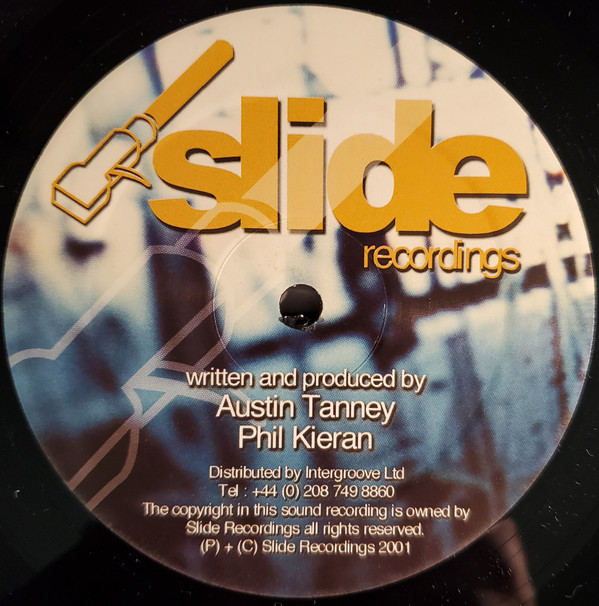 slide
recordings
written and produced by
Austin Tanney
Phil Kieran
Distributed by Intergroove Ltd
Tel : +44 (0) 208 749 8860
The copyright in this sound recording is owned by
Slide Recordings all rights reserved.
(P) + (C) Slide Recordings 2001